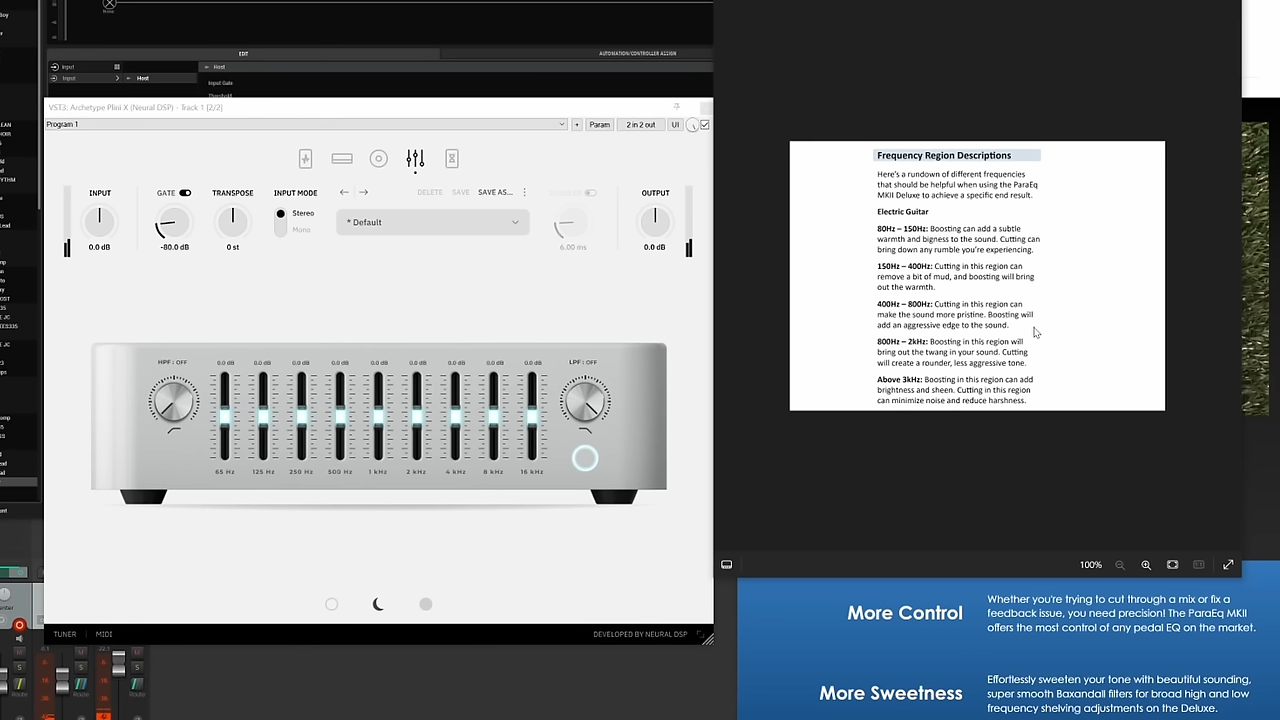 EDIT
AUTOMATION/CONTROLLER ASSIGN
Input
Host
Input
Host
Input Gate
Threshold
VST3: Archetype Plini X (Neural DSP) - Track 1 [2/2]
Program 1
+
Param
2 in 2 out
UI
INPUT
GATE
TRANSPOSE
INPUT MODE
DELETE
SAVE
SAVE AS...
OUTPUT
Stereo
Mono
* Default
0.0 dB
-80.0 dB
0 st
6.00 ms
0.0 dB
HPF: OFF
0.0 dB 0.0 dB 0.0 dB 0.0 dB 0.0 dB 0.0 dB 0.0 dB 0.0 dB 0.0 dB
LPF: OFF
65 Hz 125 Hz 250 Hz 500 Hz 1 kHz 2 kHz 4 kHz 8 kHz 16 kHz
TUNER
MIDI
DEVELOPED BY NEURAL DSP
Frequency Region Descriptions
Here's a rundown of different frequencies
that should be helpful when using the ParaEq
MKII Deluxe to achieve a specific end result.
Electric Guitar
80Hz – 150Hz: Boosting can add a subtle
warmth and bigness to the sound. Cutting can
bring down any rumble you're experiencing.
150Hz – 400Hz: Cutting in this region can
remove a bit of mud, and boosting will bring
out the warmth.
400Hz – 800Hz: Cutting in this region can
make the sound more pristine. Boosting will
add an aggressive edge to the sound.
800Hz – 2kHz: Boosting in this region will
bring out the twang in your sound. Cutting
will create a rounder, less aggressive tone.
Above 3kHz: Boosting in this region can add
brightness and sheen. Cutting in this region
can minimize noise and reduce harshness.
100%
More Control
Whether you're trying to cut through a mix or fix a
feedback issue, you need precision! The ParaEq MKII
offers the most control of any pedal EQ on the market.
More Sweetness
Effortlessly sweeten your tone with beautiful sounding,
super smooth Baxandall filters for broad high and low
frequency shelving adjustments on the Deluxe.
M
S
Route
M
S
Route